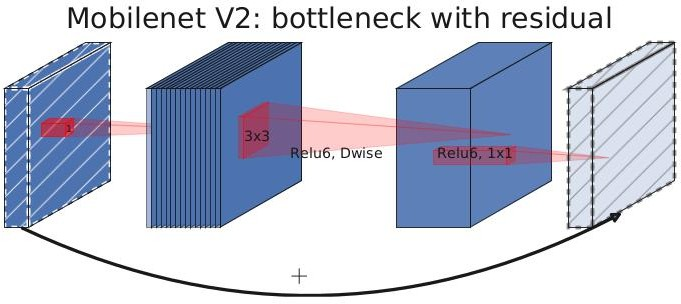 Mobilenet V2: bottleneck with residual
1
3x3
Relu6, Dwise
Relu6, 1x1
+